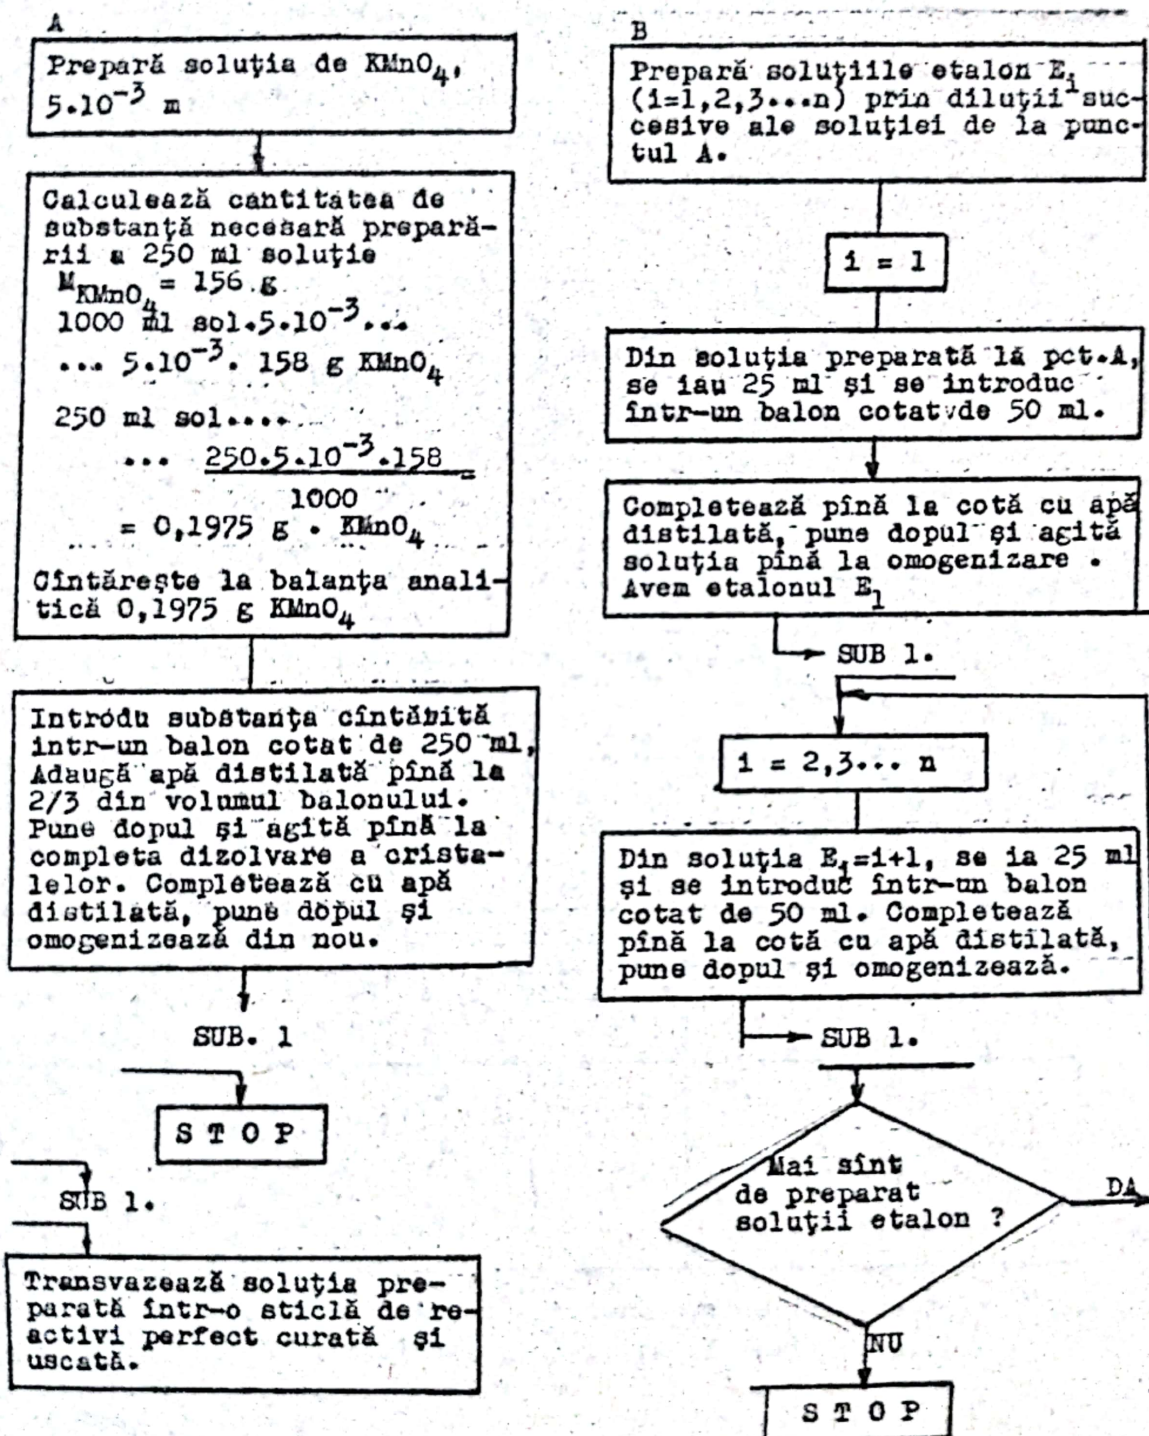 A
Prepară soluția de KMnO₄,
5.10⁻³ m
Calculează cantitatea de
substanță necesară prepară-
rii a 250 ml soluție
M KMnO₄ = 156 g
1000 ml sol.5.10⁻³...
... 5.10⁻³. 158 g KMnO₄
250 ml sol....
... 250.5.10⁻³.158 =
1000
= 0,1975 g . KMnO₄
Cîntărește la balanța anali-
tică 0,1975 g KMnO₄
Introdu substanța cîntăbită
intr-un balon cotat de 250 ml,
Adaugă apă distilată pînă la
2/3 din volumul balonului.
Pune dopul și agită pînă la
completa dizolvare a crista-
lelor. Completează cu apă
distilată, pune dopul și
omogenizează din nou.
SUB. 1
S T O P
SUB 1.
Transvazează soluția pre-
parată într-o sticlă de re-
activi perfect curată și
uscată.
B
Prepară soluțiile etalon Eᵢ
(i=1,2,3...n) prin diluții suc-
cesive ale soluției de la punc-
tul A.
i = 1
Din soluția preparată la pct.A,
se iau 25 ml și se introduc
într-un balon cotat de 50 ml.
Completează pînă la cotă cu apă
distilată, pune dopul și agită
soluția pînă la omogenizare .
Avem etalonul E₁
SUB 1.
i = 2,3... n
Din soluția Eᵢ=i+1, se ia 25 ml
și se introduc într-un balon
cotat de 50 ml. Completează
pînă la cotă cu apă distilată,
pune dopul și omogenizează.
SUB 1.
Mai sînt
de preparat
soluții etalon ?
DA
NU
S T O P